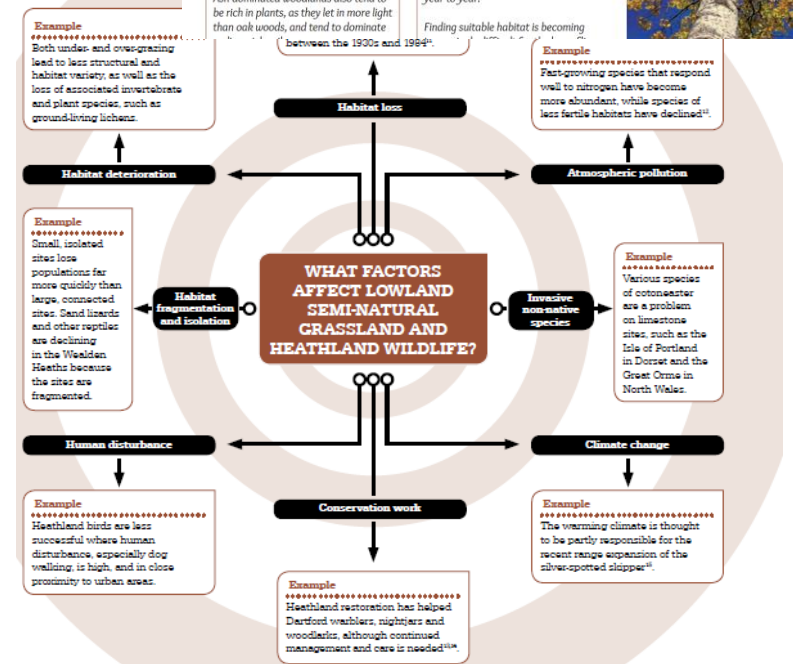 be rich in plants, as they let in more light
than oak woods, and tend to dominate
year to year.
Finding suitable habitat is becoming
Example
Both under- and over-grazing
lead to less structural and
habitat variety, as well as the
loss of associated invertebrate
and plant species, such as
ground-living lichens.
between the 1930s and 1984¹¹.
Example
Fast-growing species that respond
well to nitrogen have become
more abundant, while species of
less fertile habitats have declined¹².
Habitat loss
Habitat deterioration
Atmospheric pollution
Example
Small, isolated
sites lose
populations far
more quickly than
large, connected
sites. Sand lizards
and other reptiles
are declining
in the Wealden
Heaths because
the sites are
fragmented.
Habitat
fragmentation
and isolation
WHAT FACTORS
AFFECT LOWLAND
SEMI-NATURAL
GRASSLAND AND
HEATHLAND WILDLIFE?
Invasive
non-native
species
Example
Various species
of cotoneaster
are a problem
on limestone
sites, such as the
Isle of Portland
in Dorset and the
Great Orme in
North Wales.
Human disturbance
Climate change
Example
Heathland birds are less
successful where human
disturbance, especially dog
walking, is high, and in close
proximity to urban areas.
Conservation work
Example
The warming climate is thought
to be partly responsible for the
recent range expansion of the
silver-spotted skipper¹⁵.
Example
Heathland restoration has helped
Dartford warblers, nightjars and
woodlarks, although continued
management and care is needed¹³,¹⁴.